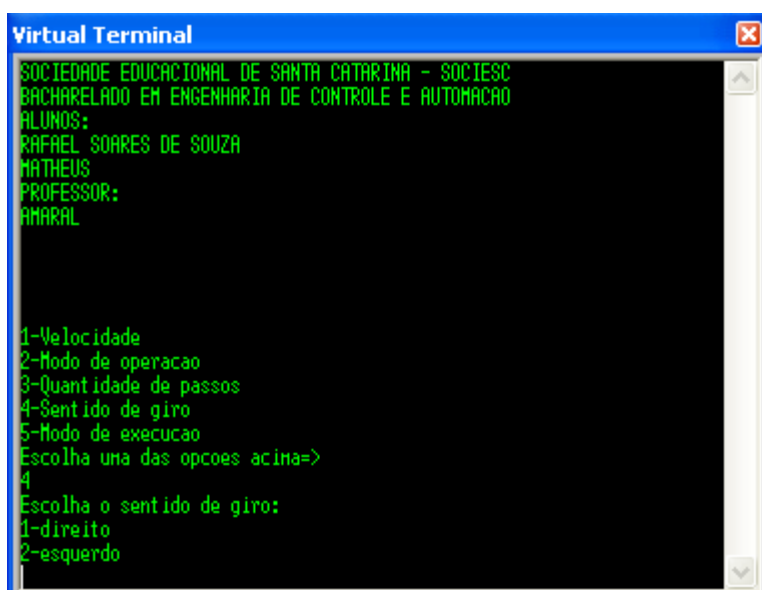 Virtual Terminal
SOCIEDADE EDUCACIONAL DE SANTA CATARINA - SOCIESC
BACHARELADO EM ENGENHARIA DE CONTROLE E AUTOMACAO
ALUNOS:
RAFAEL SOARES DE SOUZA
MATHEUS
PROFESSOR:
AMARAL
1-Velocidade
2-Modo de operacao
3-Quantidade de passos
4-Sentido de giro
5-Modo de execucao
Escolha uma das opcoes acima=>
4
Escolha o sentido de giro:
1-direito
2-esquerdo